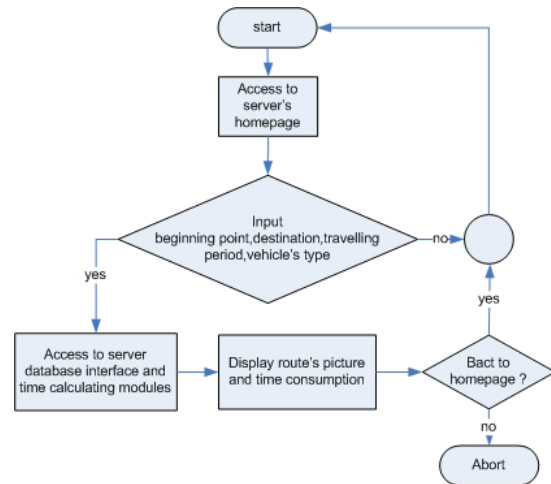 start
Access to
server's
homepage
Input
beginning point,destination,travelling
period,vehicle's type
no
yes
Access to server
database interface and
time calculating modules
Display route's picture
and time consumption
Bact to
homepage ?
yes
no
Abort